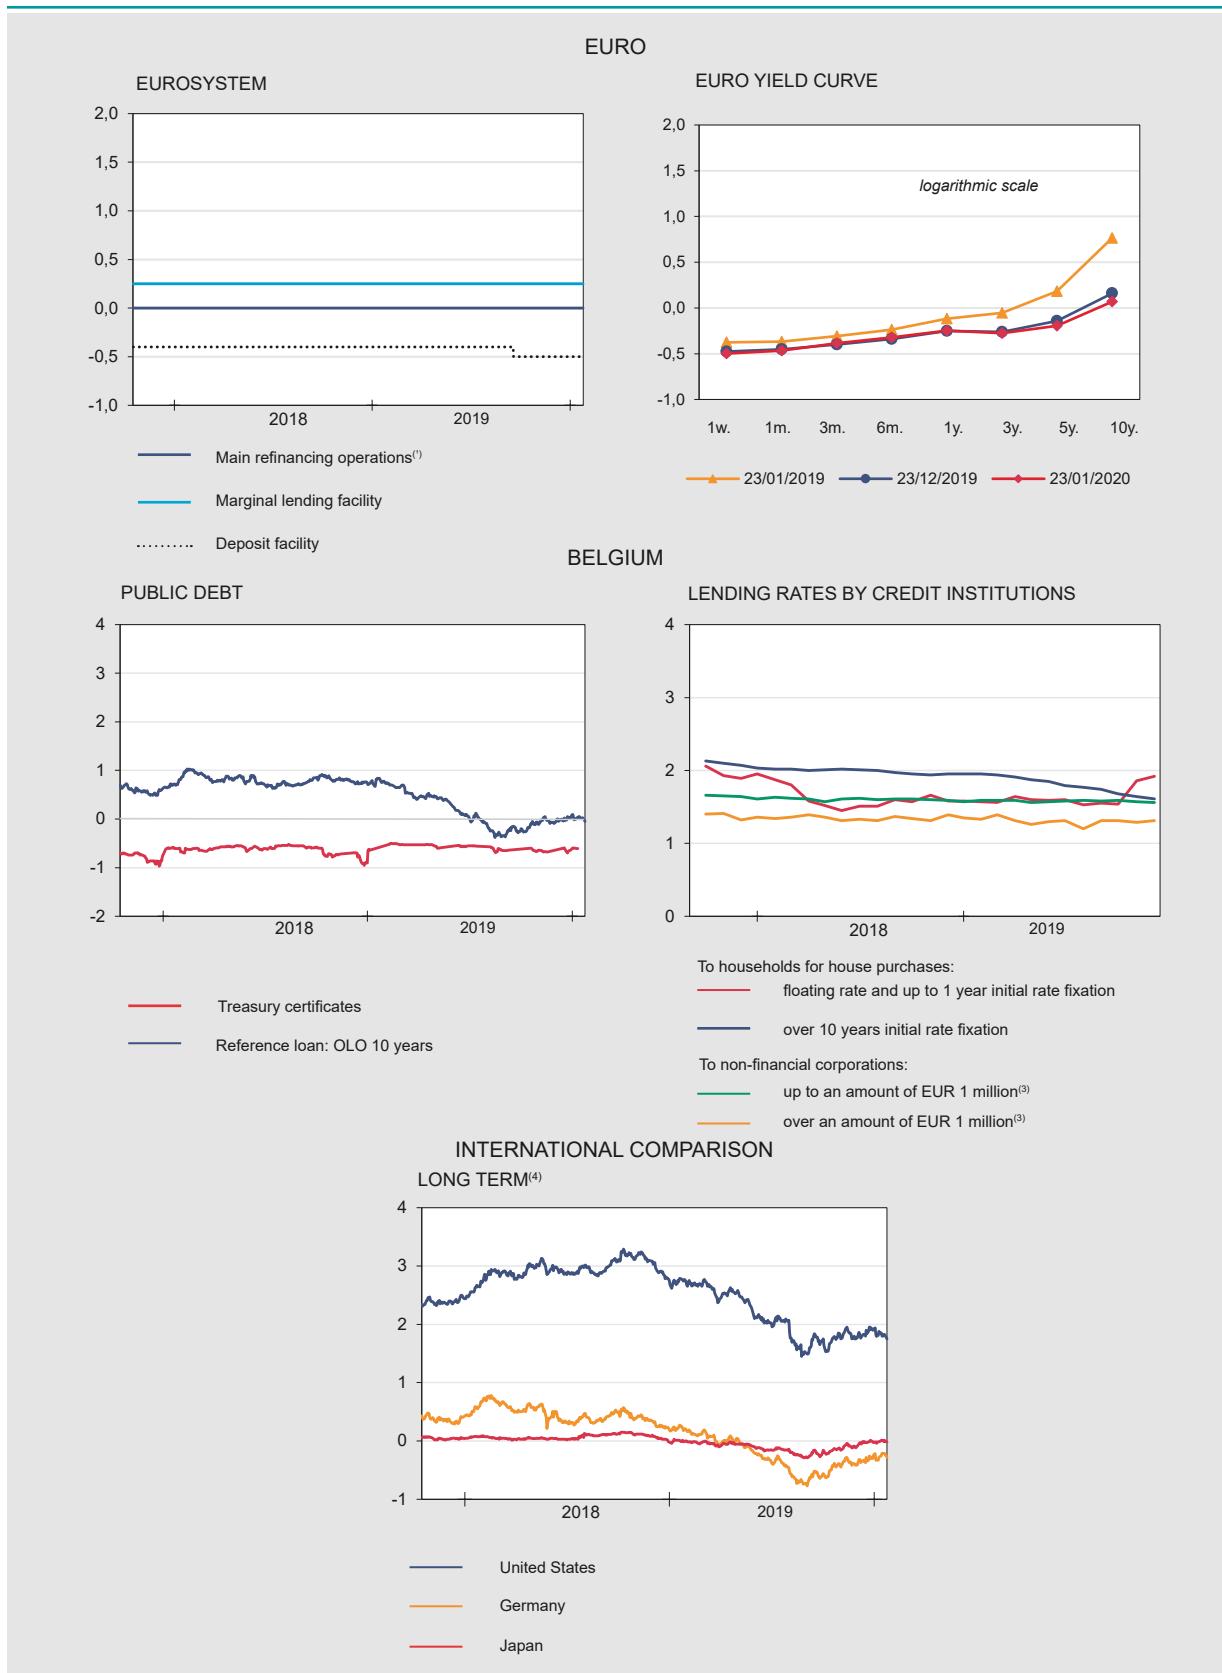 EURO
EUROSYSTEM
2,0
1,5
1,0
0,5
0,0
-0,5
-1,0
2018
2019
Main refinancing operations(¹)
Marginal lending facility
Deposit facility
EURO YIELD CURVE
2,0
1,5
1,0
0,5
0,0
-0,5
-1,0
logarithmic scale
1w. 1m. 3m. 6m. 1y. 3y. 5y. 10y.
23/01/2019 23/12/2019 23/01/2020
BELGIUM
PUBLIC DEBT
4
3
2
1
0
-1
-2
2018
2019
Treasury certificates
Reference loan: OLO 10 years
LENDING RATES BY CREDIT INSTITUTIONS
4
3
2
1
0
2018
2019
To households for house purchases:
floating rate and up to 1 year initial rate fixation
over 10 years initial rate fixation
To non-financial corporations:
up to an amount of EUR 1 million(3)
over an amount of EUR 1 million(3)
INTERNATIONAL COMPARISON
LONG TERM(4)
4
3
2
1
0
-1
2018
2019
United States
Germany
Japan